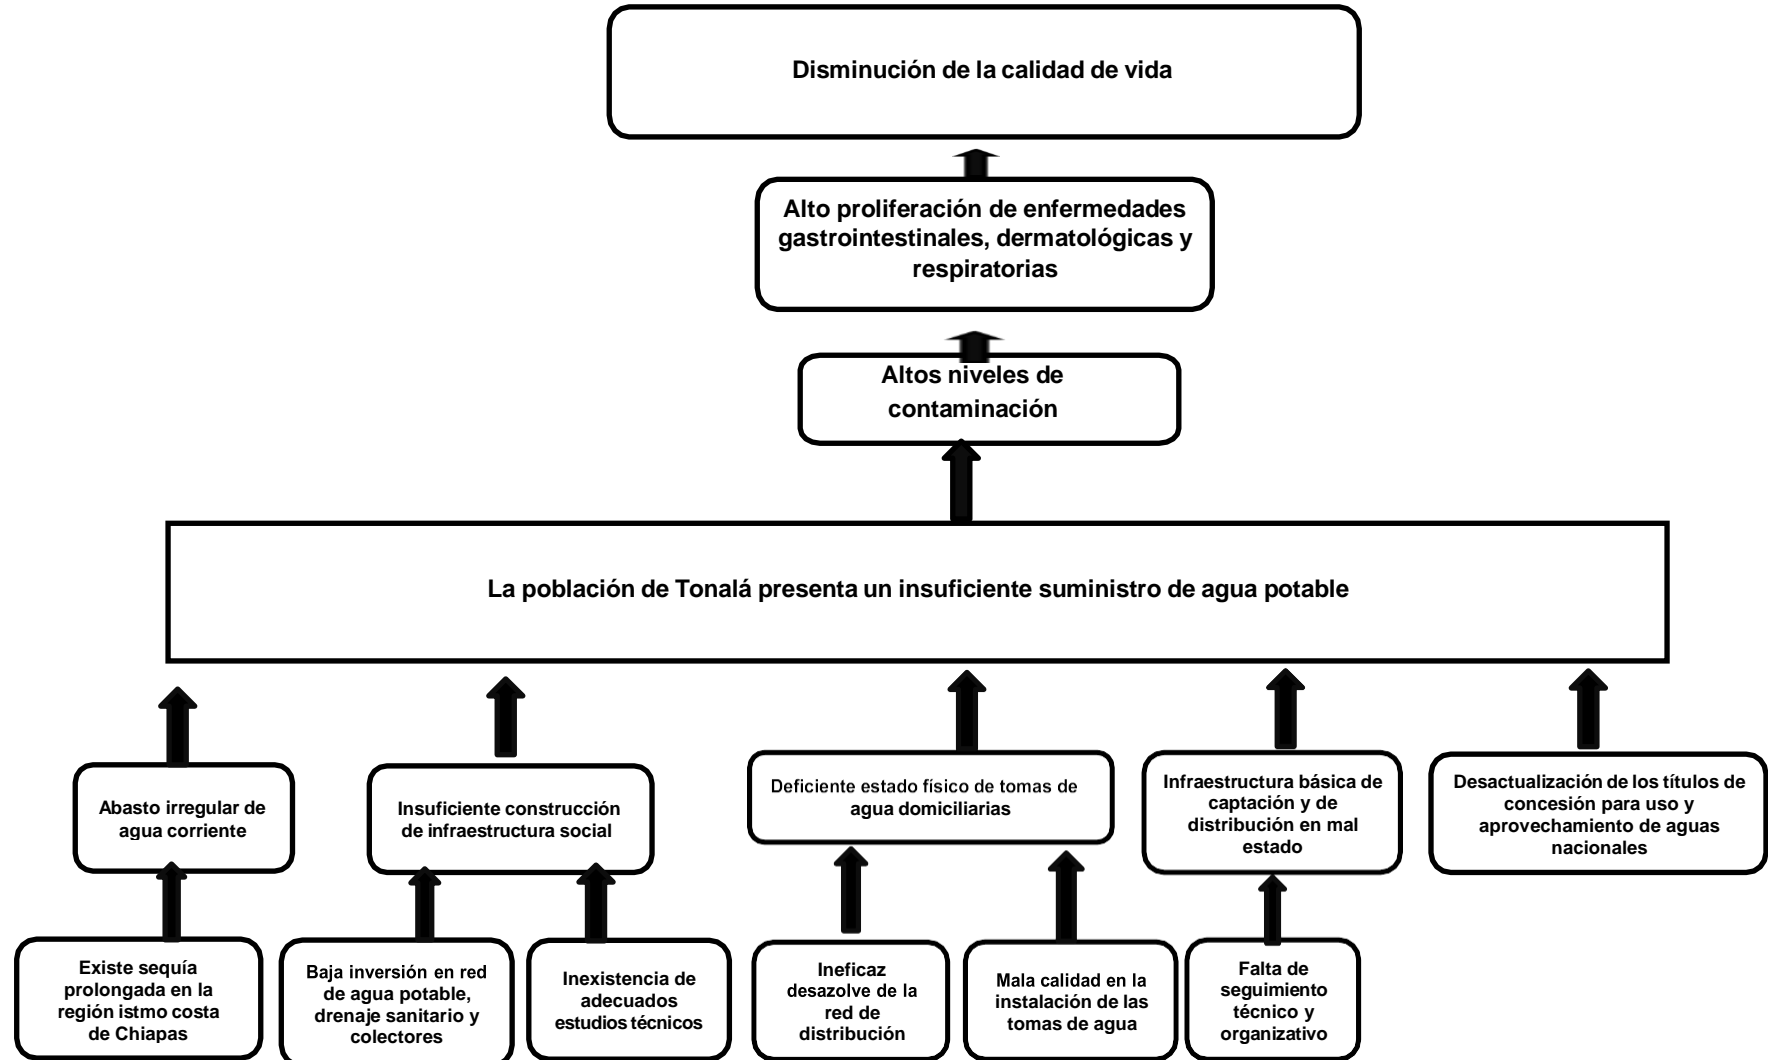 Disminución de la calidad de vida
Alto proliferación de enfermedades
gastrointestinales, dermatológicas y
respiratorias
Altos niveles de
contaminación
La población de Tonalá presenta un insuficiente suministro de agua potable
Abasto irregular de
agua corriente
Insuficiente construcción
de infraestructura social
Deficiente estado físico de tomas de
agua domiciliarias
Infraestructura básica de
captación y de
distribución en mal
estado
Desactualización de los títulos de
concesión para uso y
aprovechamiento de aguas
nacionales
Existe sequía
prolongada en la
región istmo costa
de Chiapas
Baja inversión en red
de agua potable,
drenaje sanitario y
colectores
Inexistencia de
adecuados
estudios técnicos
Ineficaz
desazolve de la
red de
distribución
Mala calidad en la
instalación de las
tomas de agua
Falta de
seguimiento
técnico y
organizativo